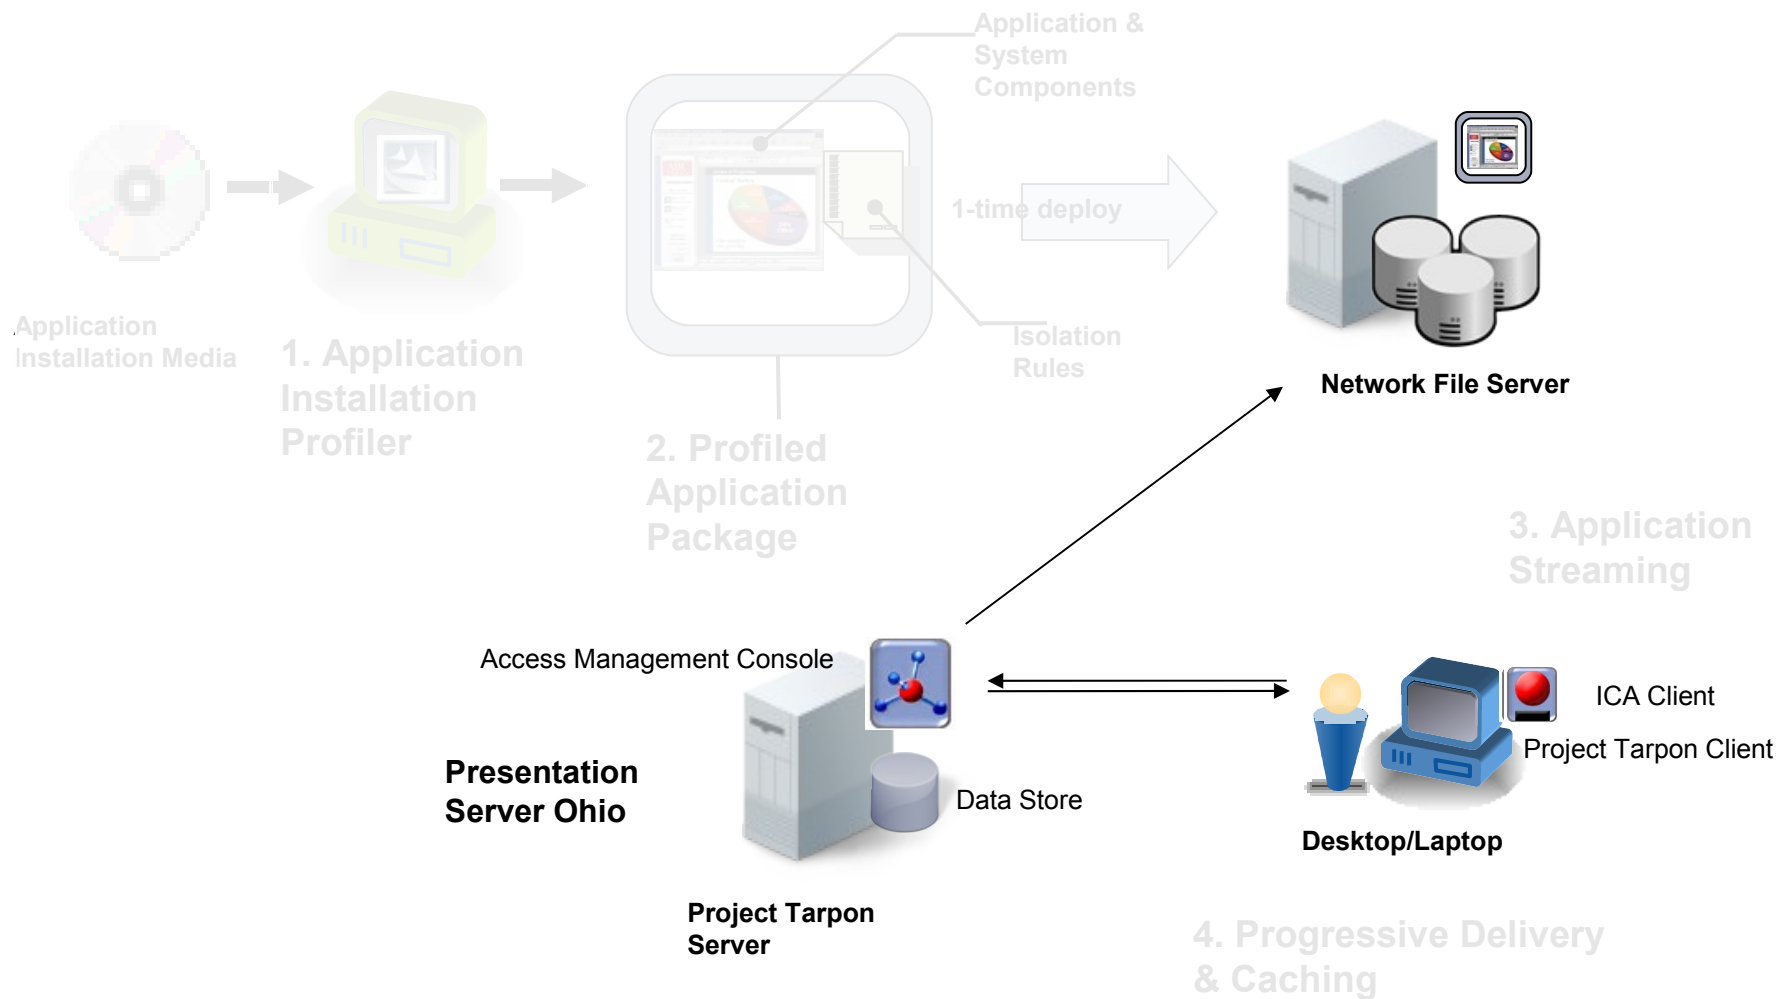 Application &
System
Components
1-time deploy
Application
Installation Media
1. Application
Installation
Profiler
Isolation
Rules
Network File Server
2. Profiled
Application
Package
3. Application
Streaming
Access Management Console
ICA Client
Project Tarpon Client
Presentation
Server Ohio
Data Store
Desktop/Laptop
Project Tarpon
Server
4. Progressive Delivery
& Caching